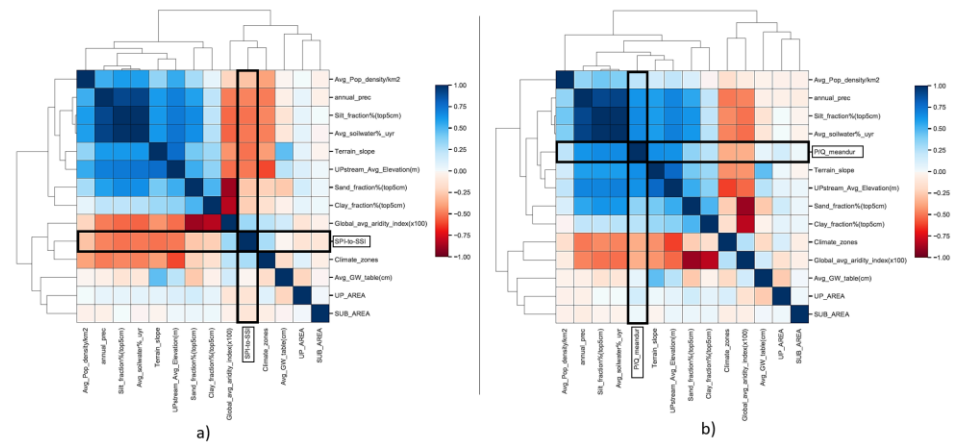 Avg_Pop_density/km2
annual_prec
Silt_fraction%(top5cm)
Avg_soilwater%_uyr
Terrain_slope
UPstream_Avg_Elevation(m)
Sand_fraction%(top5cm)
Clay_fraction%(top5cm)
Global_avg_aridity_index(x100)
SPI-to-SSI
Climate_zones
Avg_GW_table(cm)
UP_AREA
SUB_AREA
1.00
0.75
0.50
0.25
0.00
−0.25
−0.50
−0.75
−1.00
Avg_Pop_density/km2
annual_prec
Silt_fraction%(top5cm)
Avg_soilwater%_uyr
Terrain_slope
UPstream_Avg_Elevation(m)
Sand_fraction%(top5cm)
Clay_fraction%(top5cm)
Global_avg_aridity_index(x100)
SPI-to-SSI
Climate_zones
Avg_GW_table(cm)
UP_AREA
SUB_AREA
a)
Avg_Pop_density/km2
annual_prec
Silt_fraction%(top5cm)
Avg_soilwater%_uyr
P/Q_meandur
Terrain_slope
UPstream_Avg_Elevation(m)
Sand_fraction%(top5cm)
Clay_fraction%(top5cm)
Climate_zones
Global_avg_aridity_index(x100)
Avg_GW_table(cm)
UP_AREA
SUB_AREA
1.00
0.75
0.50
0.25
0.00
−0.25
−0.50
−0.75
−1.00
Avg_Pop_density/km2
annual_prec
Silt_fraction%(top5cm)
Avg_soilwater%_uyr
P/Q_meandur
Terrain_slope
UPstream_Avg_Elevation(m)
Sand_fraction%(top5cm)
Clay_fraction%(top5cm)
Climate_zones
Global_avg_aridity_index(x100)
Avg_GW_table(cm)
UP_AREA
SUB_AREA
b)